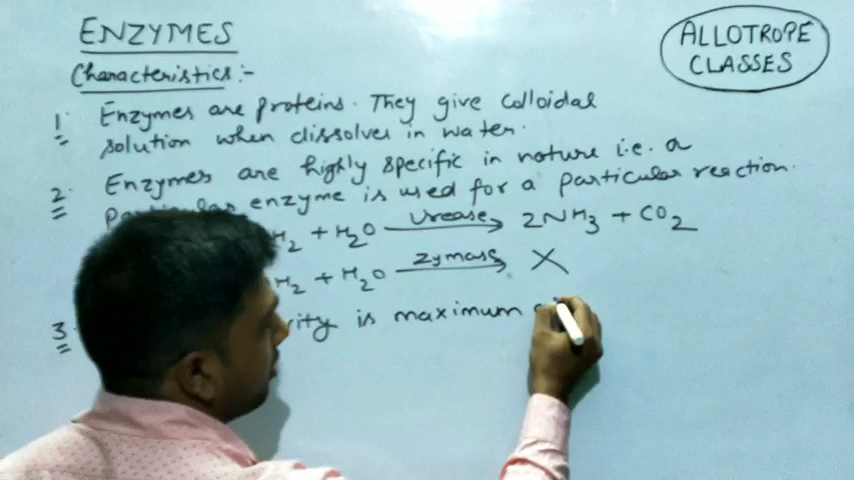 ENZYMES
ALLOTROPE
CLASSES
Characteristics:-
1. Enzymes are proteins. They give colloidal
solution when dissolves in water.
2. Enzymes are highly specific in nature i.e. a
Particular enzyme is used for a particular reaction.
H2 + H2O urease→ 2NH3 + CO2
H2 + H2O zymase→ X
3. is maximum